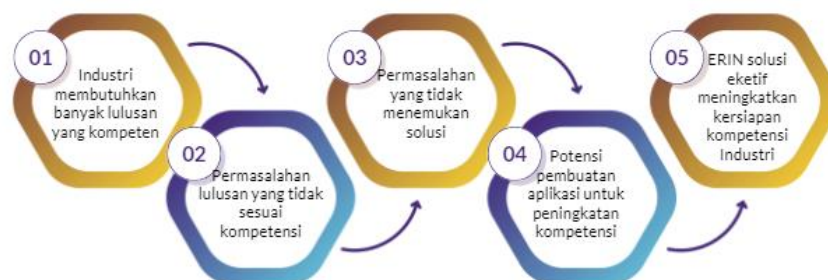 01
Industri
membutuhkan
banyak lulusan
yang kompeten
02
Permasalahan
lulusan yang tidak
sesuai
kompetensi
03
Permasalahan
yang tidak
menemukan
solusi
04
Potensi
pembuatan
aplikasi untuk
peningkatan
kompetensi
05
ERIN solusi
eketif
meningkatkan
kersiapan
kompetensi
Industri